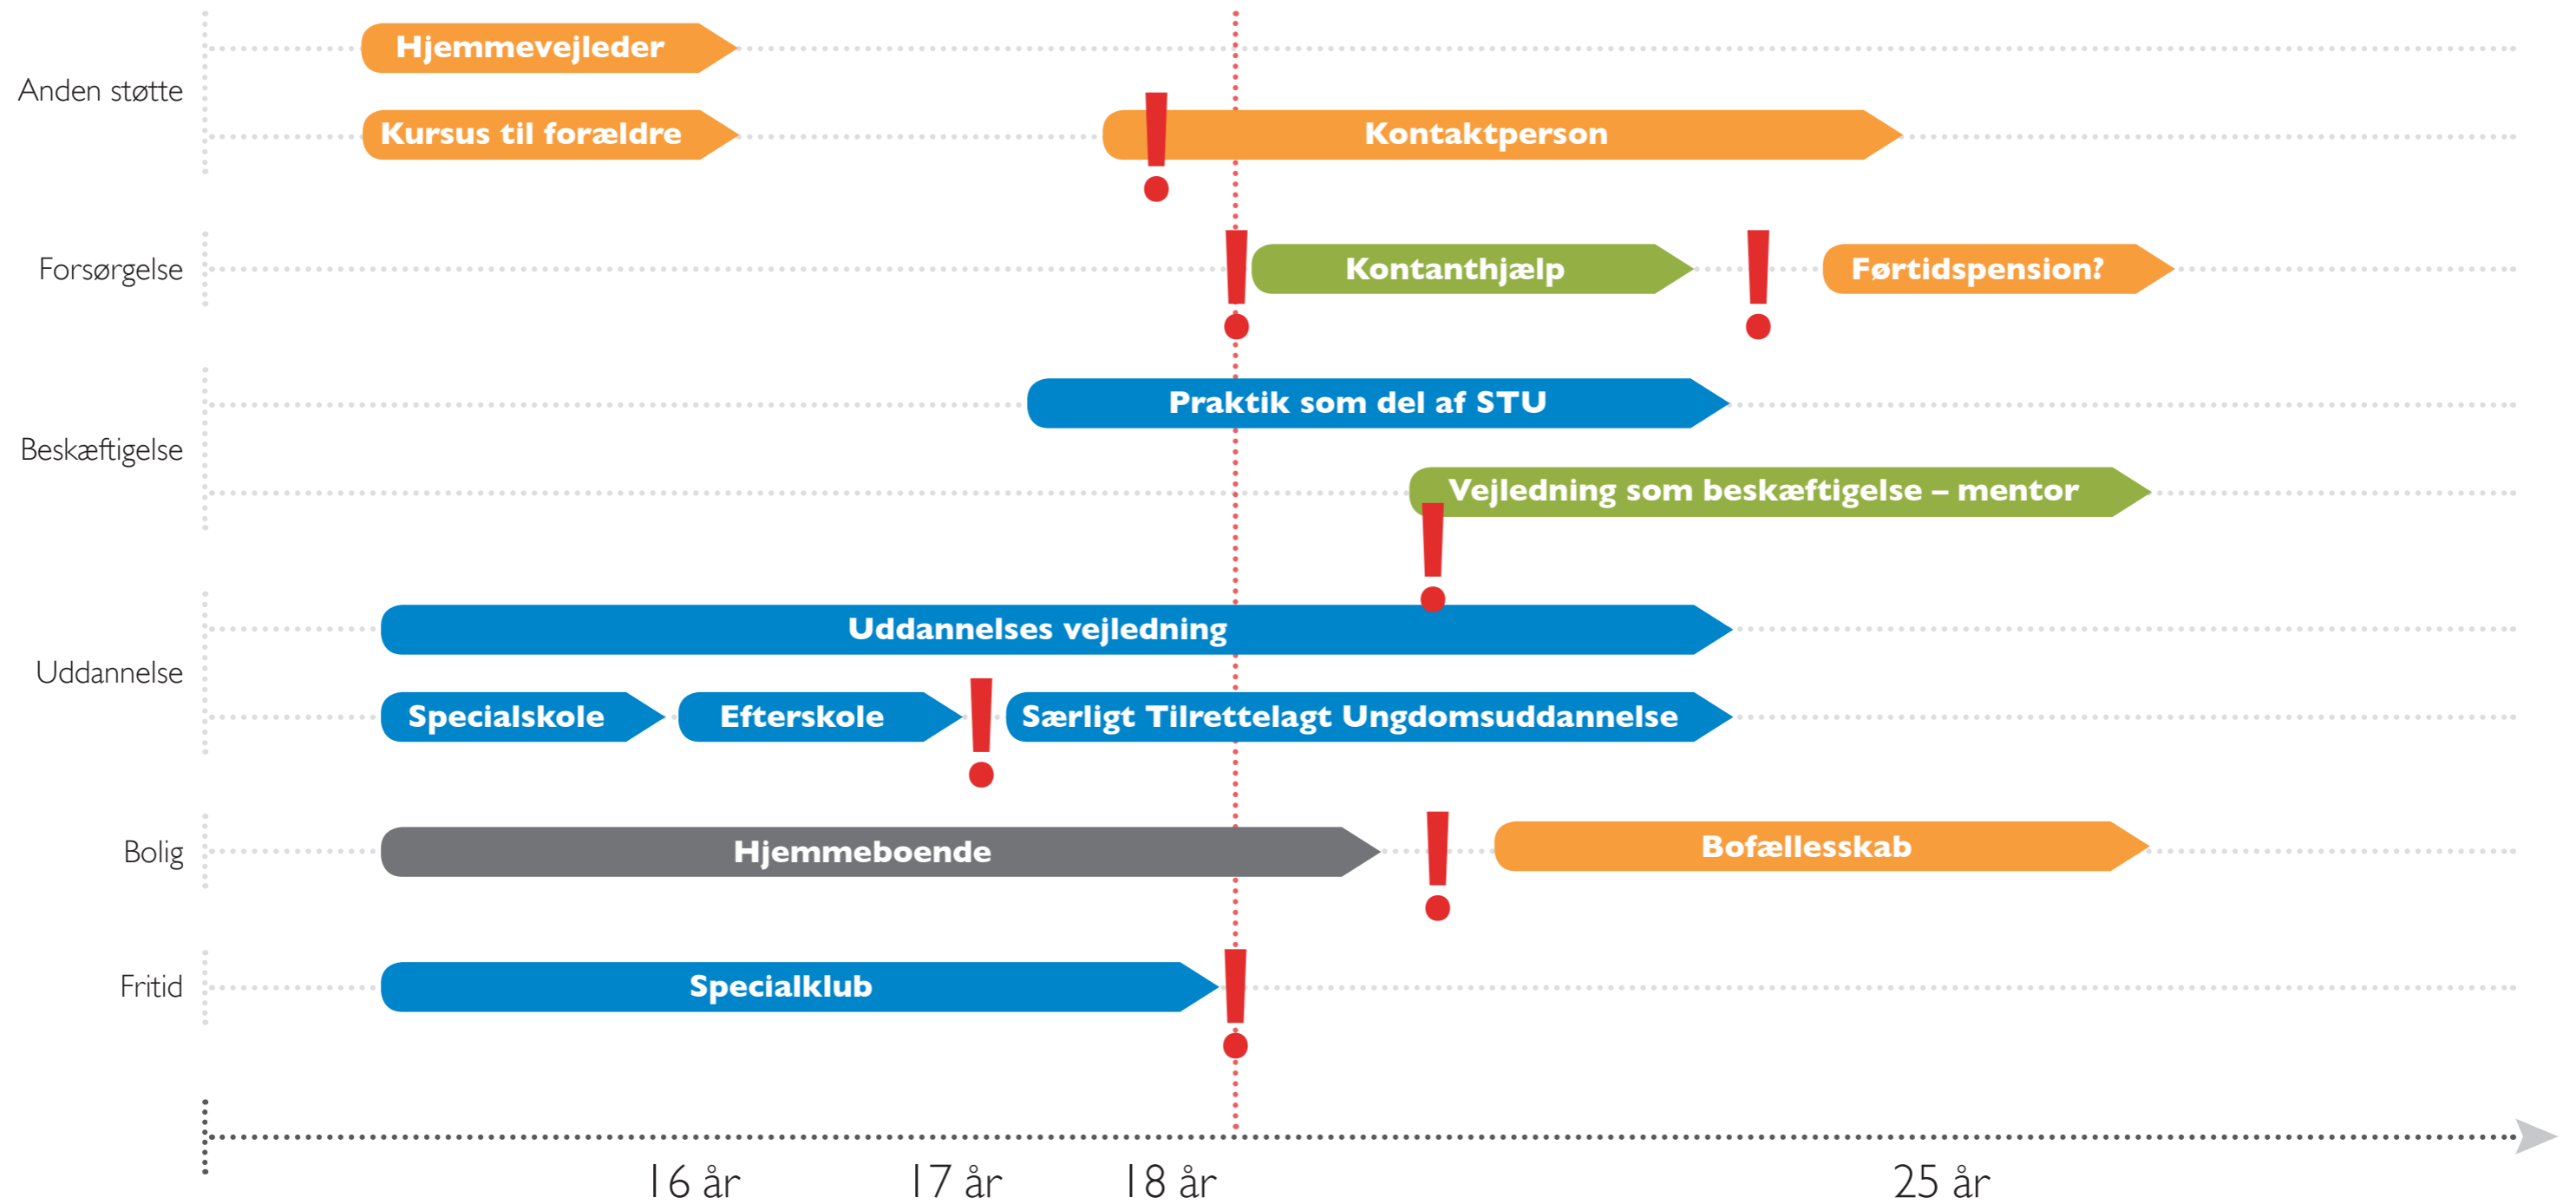 Anden støtte
Hjemmevejleder
Kursus til forældre
!
Kontaktperson
Forsørgelse
!
Kontanthjælp
!
Førtidspension?
Beskæftigelse
Praktik som del af STU
Vejledning som beskæftigelse – mentor
!
Uddannelse
Uddannelses vejledning
Specialskole
Efterskole
!
Særligt Tilrettelagt Ungdomsuddannelse
Bolig
Hjemmeboende
!
Bofællesskab
Fritid
Specialklub
!
16 år
17 år
18 år
25 år